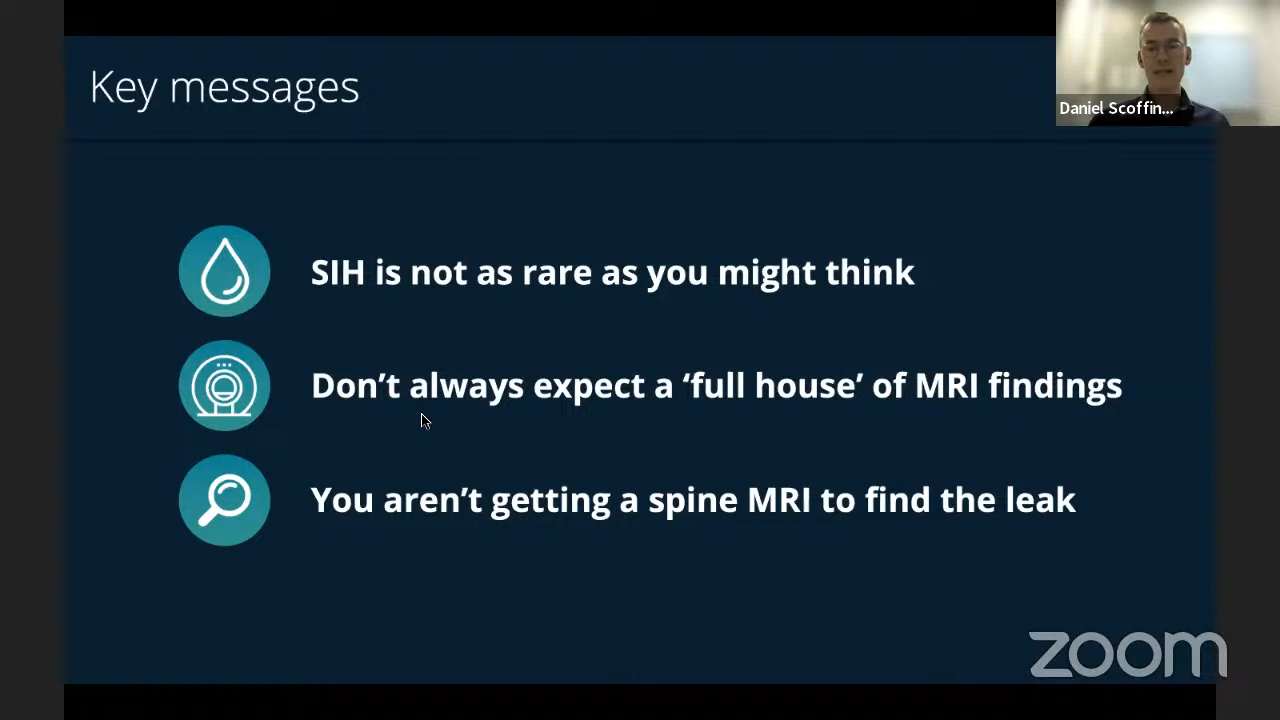 Key messages
Daniel Scoffin...
SIH is not as rare as you might think
Don’t always expect a ‘full house’ of MRI findings
You aren’t getting a spine MRI to find the leak
zoom